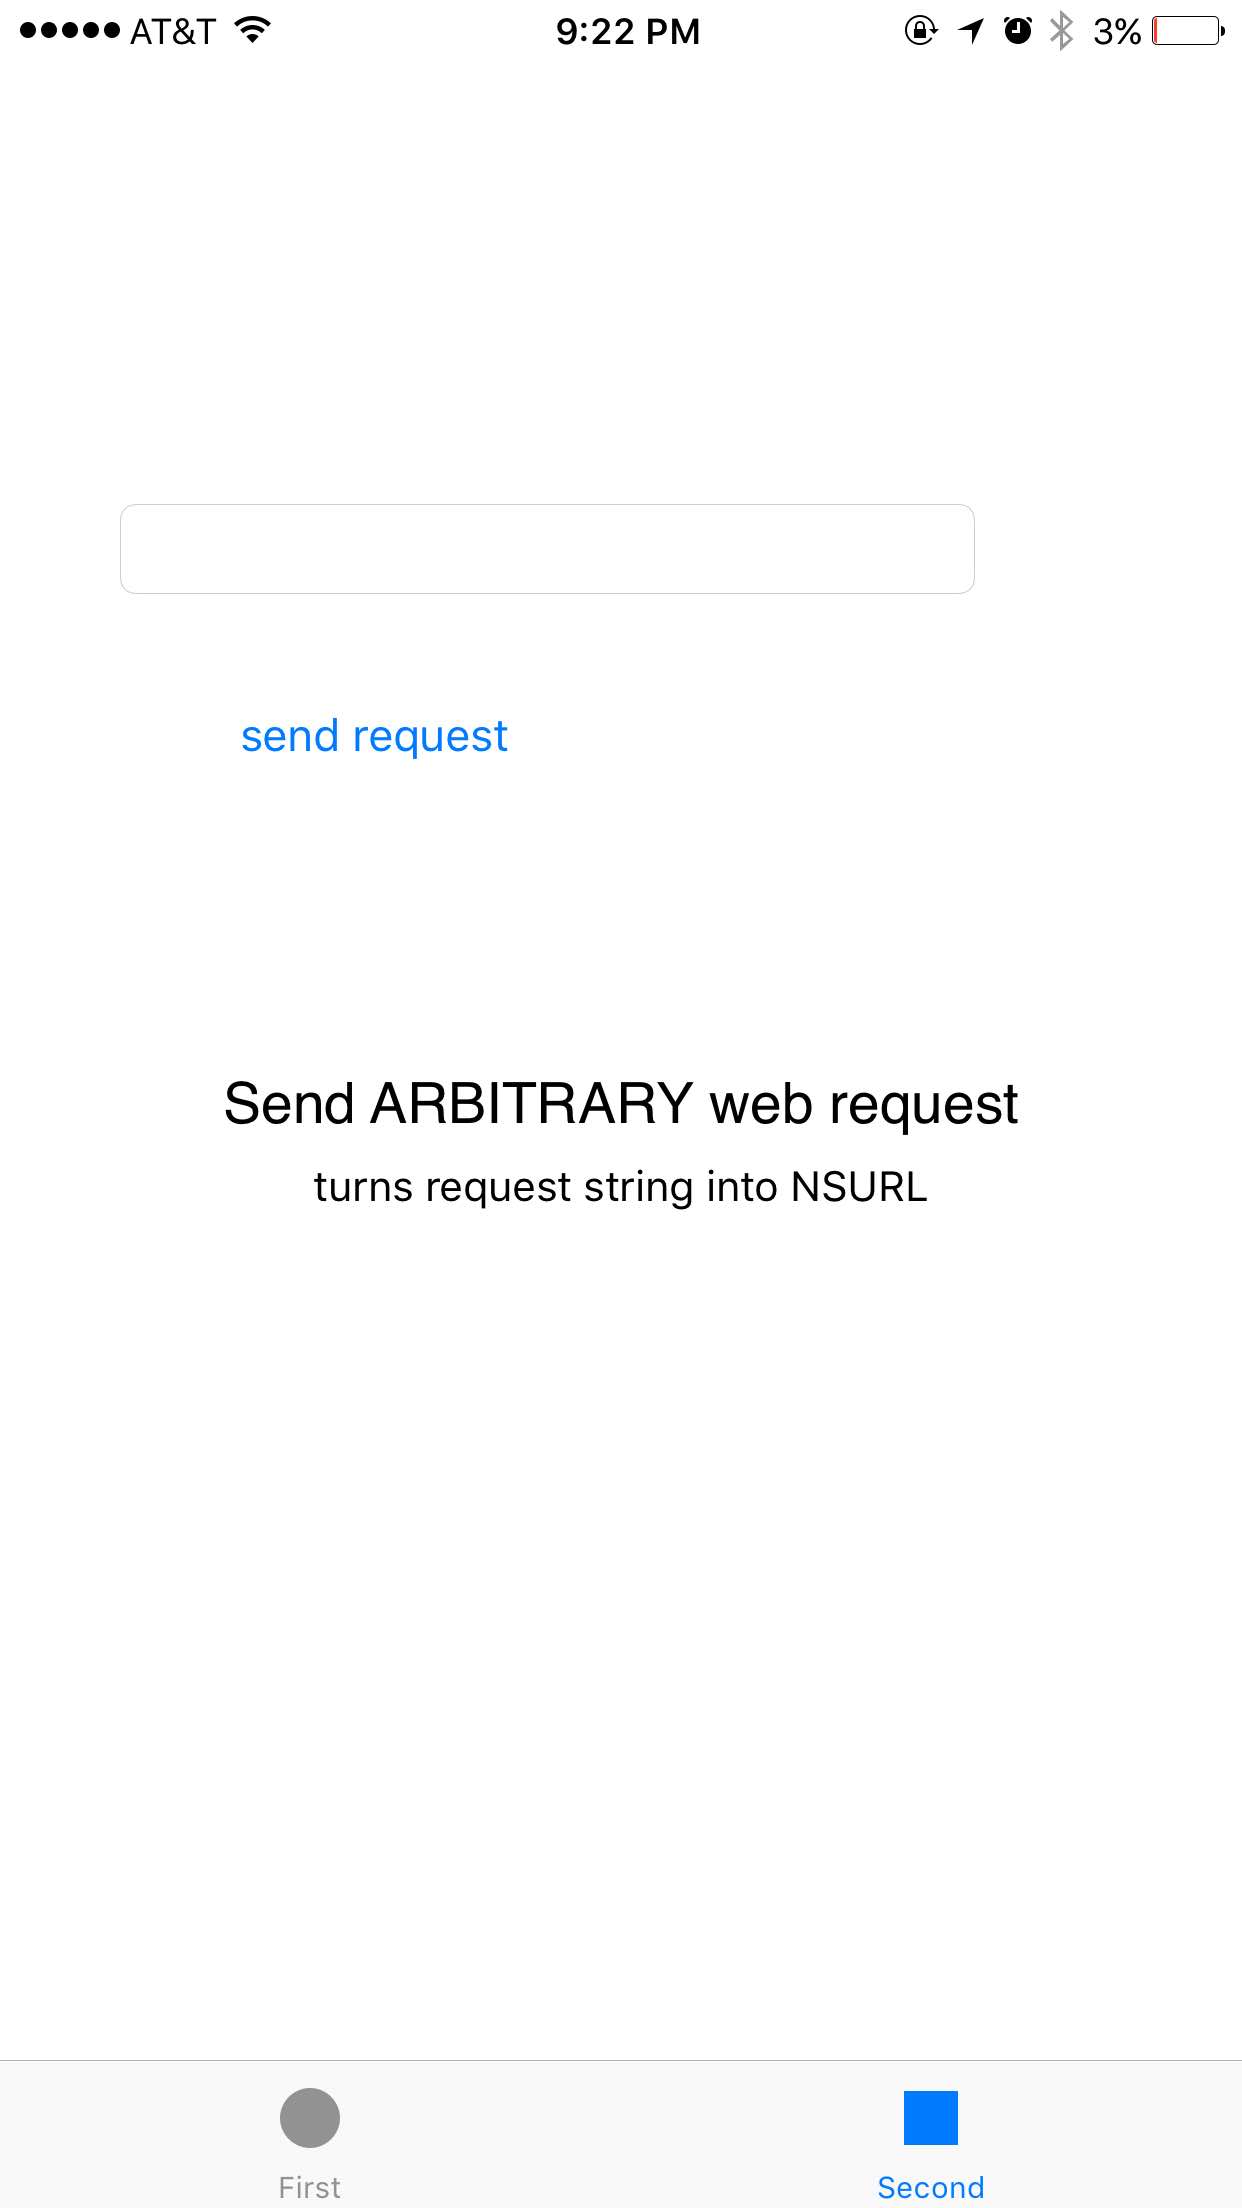 AT&T 9:22 PM 3%
send request
Send ARBITRARY web request
turns request string into NSURL
First Second